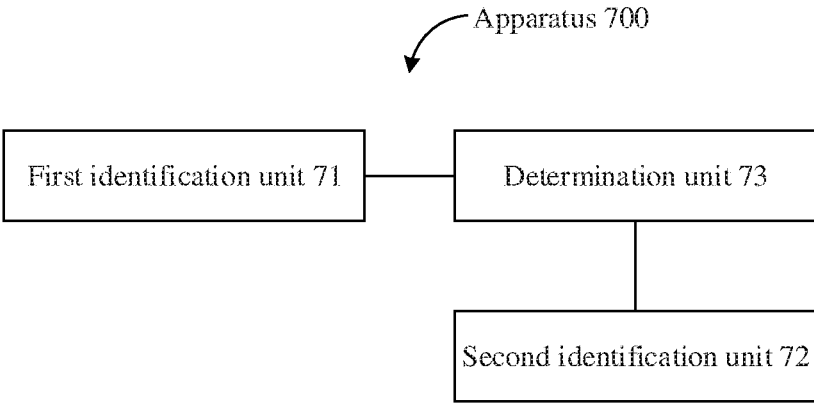 Apparatus 700
First identification unit 71
Determination unit 73
Second identification unit 72